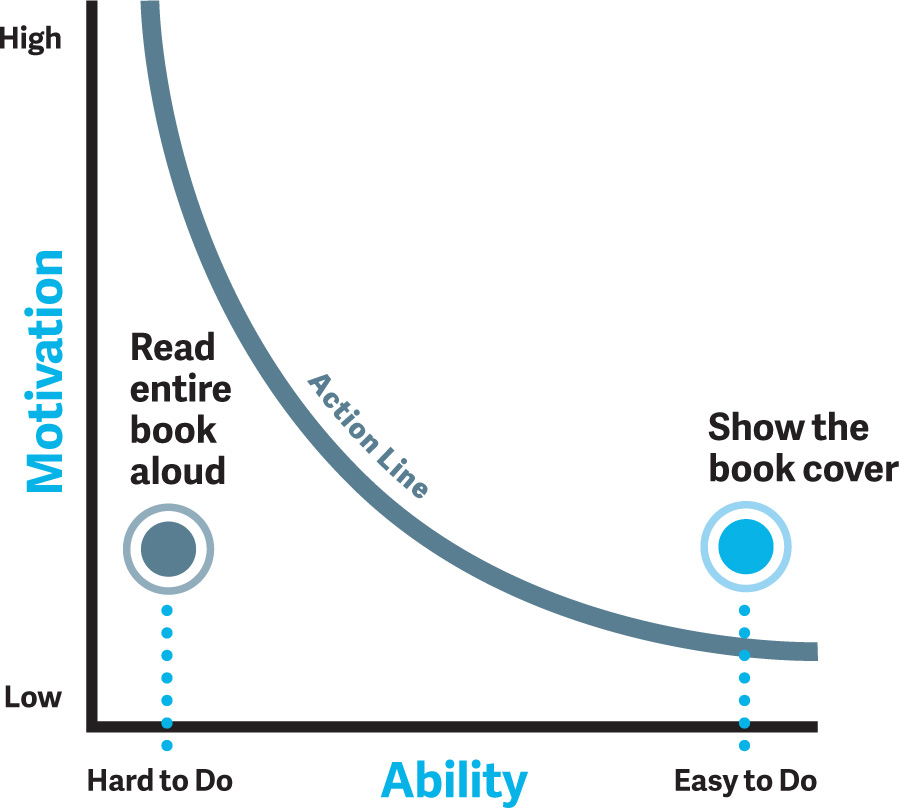 High
Motivation
Read
entire
book
aloud
Action Line
Show the
book cover
Low
Hard to Do
Ability
Easy to Do